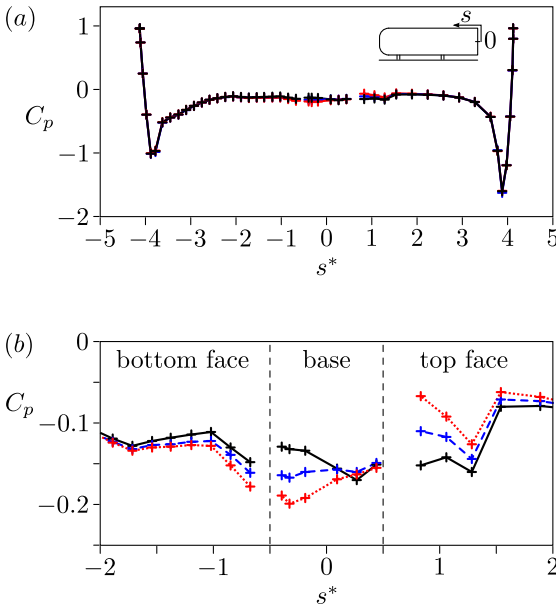 (a)
1
0
−1
−2
C_p
s
0
−5 −4 −3 −2 −1 0 1 2 3 4 5
s*
(b)
0
−0.1
−0.2
C_p
bottom face base top face
−2 −1 0 1 2
s*